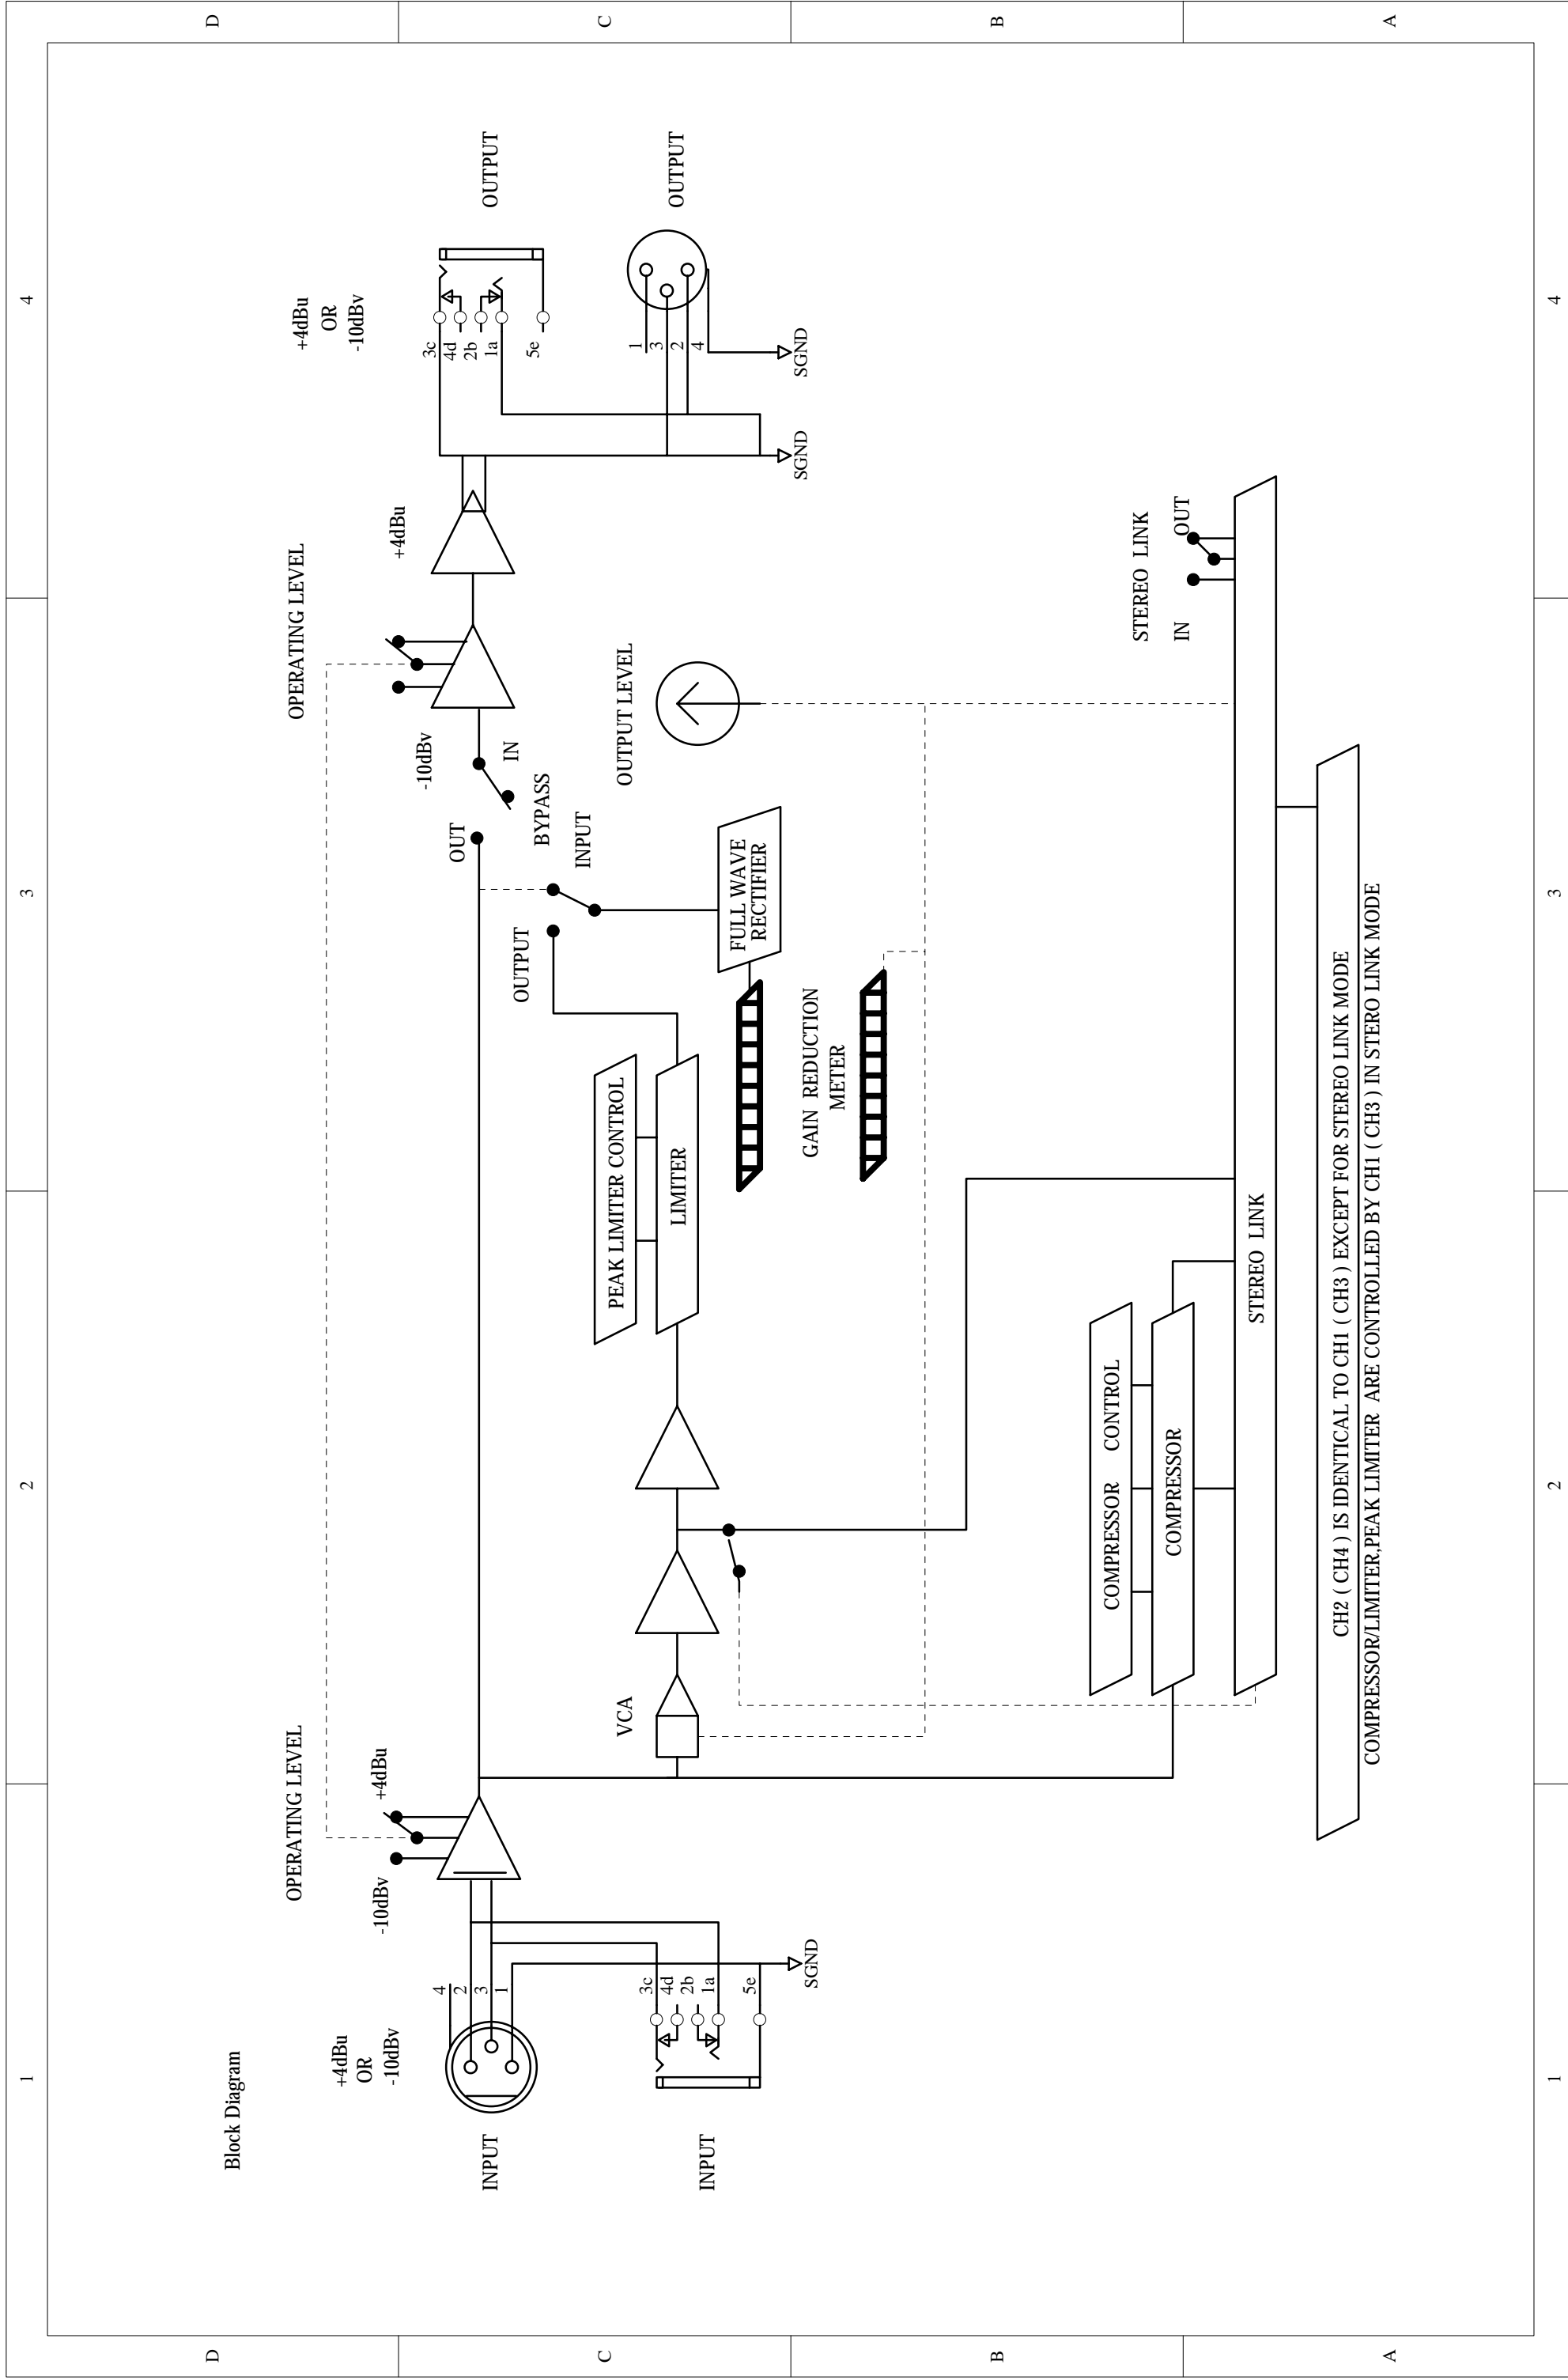 1
2
3
4
D
C
B
A
Block Diagram
+4dBu
OR
-10dBv
INPUT
4
2
3
1
INPUT
3c
4d
2b
1a
5e
SGND
OPERATING LEVEL
-10dBv
+4dBu
VCA
PEAK LIMITER CONTROL
LIMITER
OUTPUT
INPUT
OUT
BYPASS
IN
FULL WAVE
RECTIFIER
GAIN REDUCTION
METER
OUTPUT LEVEL
OPERATING LEVEL
-10dBv
+4dBu
+4dBu
OR
-10dBv
3c
4d
2b
1a
5e
OUTPUT
1
3
2
4
OUTPUT
SGND
SGND
COMPRESSOR CONTROL
COMPRESSOR
STEREO LINK
STEREO LINK
IN
OUT
CH2 ( CH4 ) IS IDENTICAL TO CH1 ( CH3 ) EXCEPT FOR STEREO LINK MODE
COMPRESSOR/LIMITER,PEAK LIMITER ARE CONTROLLED BY CH1 ( CH3 ) IN STERO LINK MODE
D
C
B
A
1
2
3
4